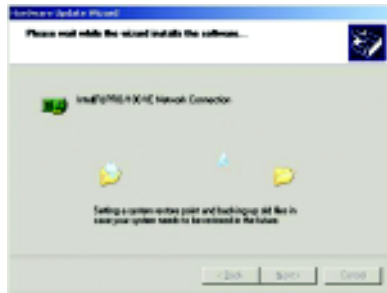 Hardware Update Wizard
Please wait while the wizard installs the software...
Intel(R) PRO/100 VE Network Connection
Setting a system restore point and backing up old files in
case your system needs to be restored in the future.
< Back
Next >
Cancel